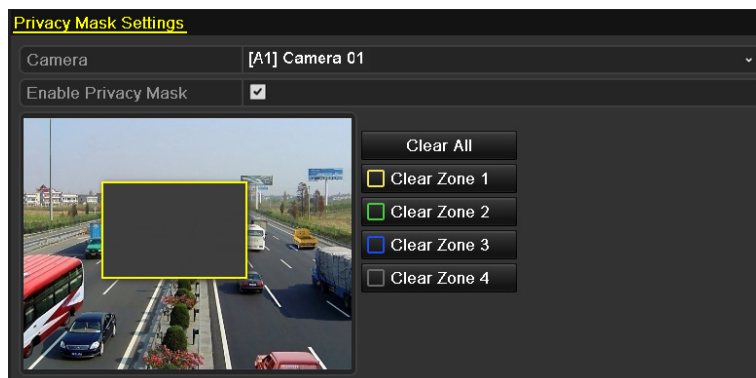 Privacy Mask Settings
Camera [A1] Camera 01
Enable Privacy Mask
Clear All
Clear Zone 1
Clear Zone 2
Clear Zone 3
Clear Zone 4